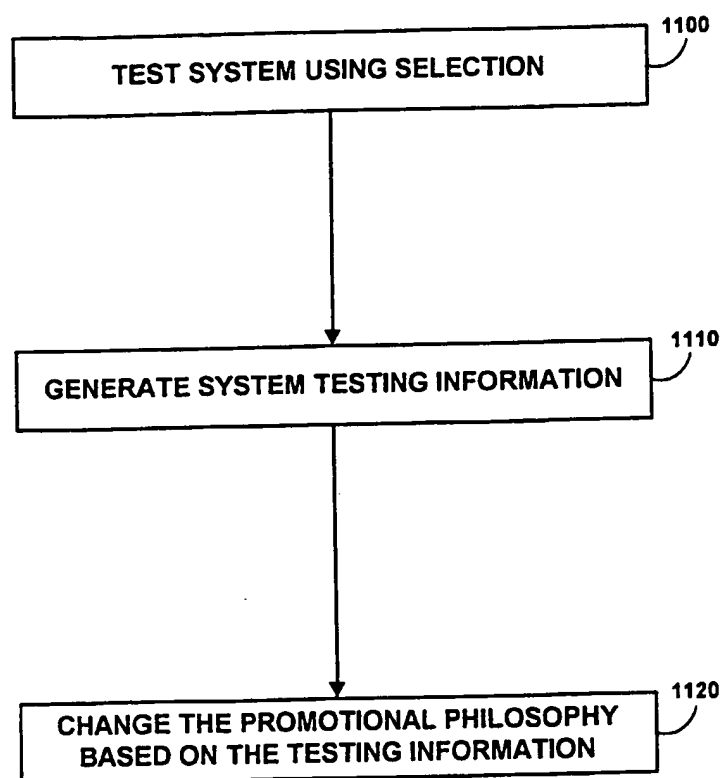 1100
TEST SYSTEM USING SELECTION
1110
GENERATE SYSTEM TESTING INFORMATION
1120
CHANGE THE PROMOTIONAL PHILOSOPHY
BASED ON THE TESTING INFORMATION